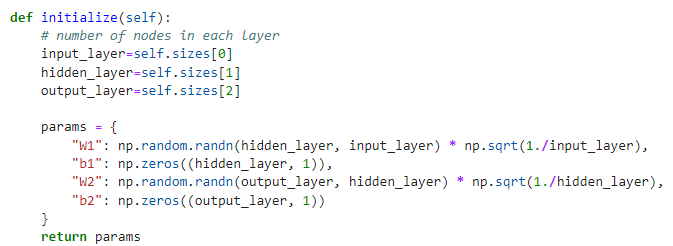 def initialize(self):
    # number of nodes in each layer
    input_layer=self.sizes[0]
    hidden_layer=self.sizes[1]
    output_layer=self.sizes[2]

    params = {
        "W1": np.random.randn(hidden_layer, input_layer) * np.sqrt(1./input_layer),
        "b1": np.zeros((hidden_layer, 1)),
        "W2": np.random.randn(output_layer, hidden_layer) * np.sqrt(1./hidden_layer),
        "b2": np.zeros((output_layer, 1))
    }
    return params